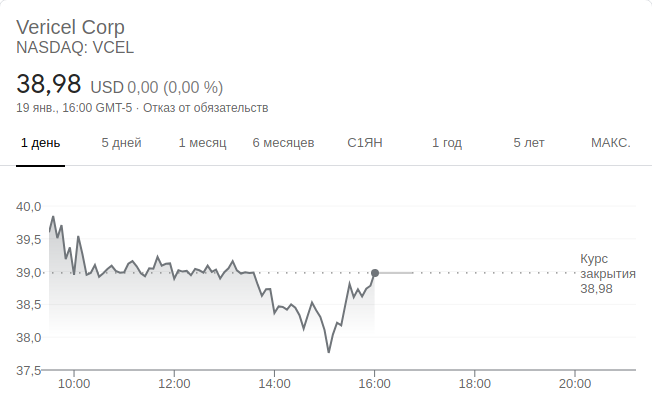 Vericel Corp
NASDAQ: VCEL
38,98 USD 0,00 (0,00 %)
19 янв., 16:00 GMT-5 · Отказ от обязательств
1 день 5 дней 1 месяц 6 месяцев С1ЯН 1 год 5 лет МАКС.
40,0
39,5
39,0
38,5
38,0
37,5
Курс
закрытия
38,98
10:00 12:00 14:00 16:00 18:00 20:00